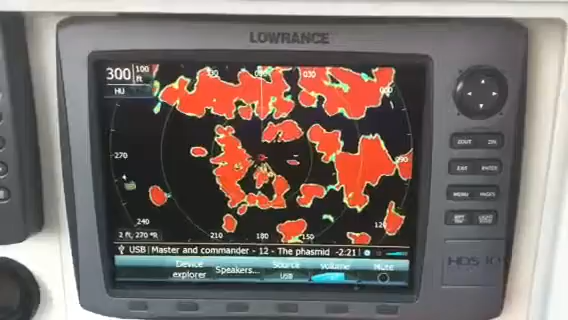 LOWRANCE
300 100 ft
HU
330 000 030
060
270
090
240
120
210 180 150
2 ft, 270 °R
USB Master and commander - 12 - The phasmid -2:21
Device explorer Speakers... Source USB Volume Mute
ZOUT ZIN
EXIT ENTER
MENU PAGES
HDS 10